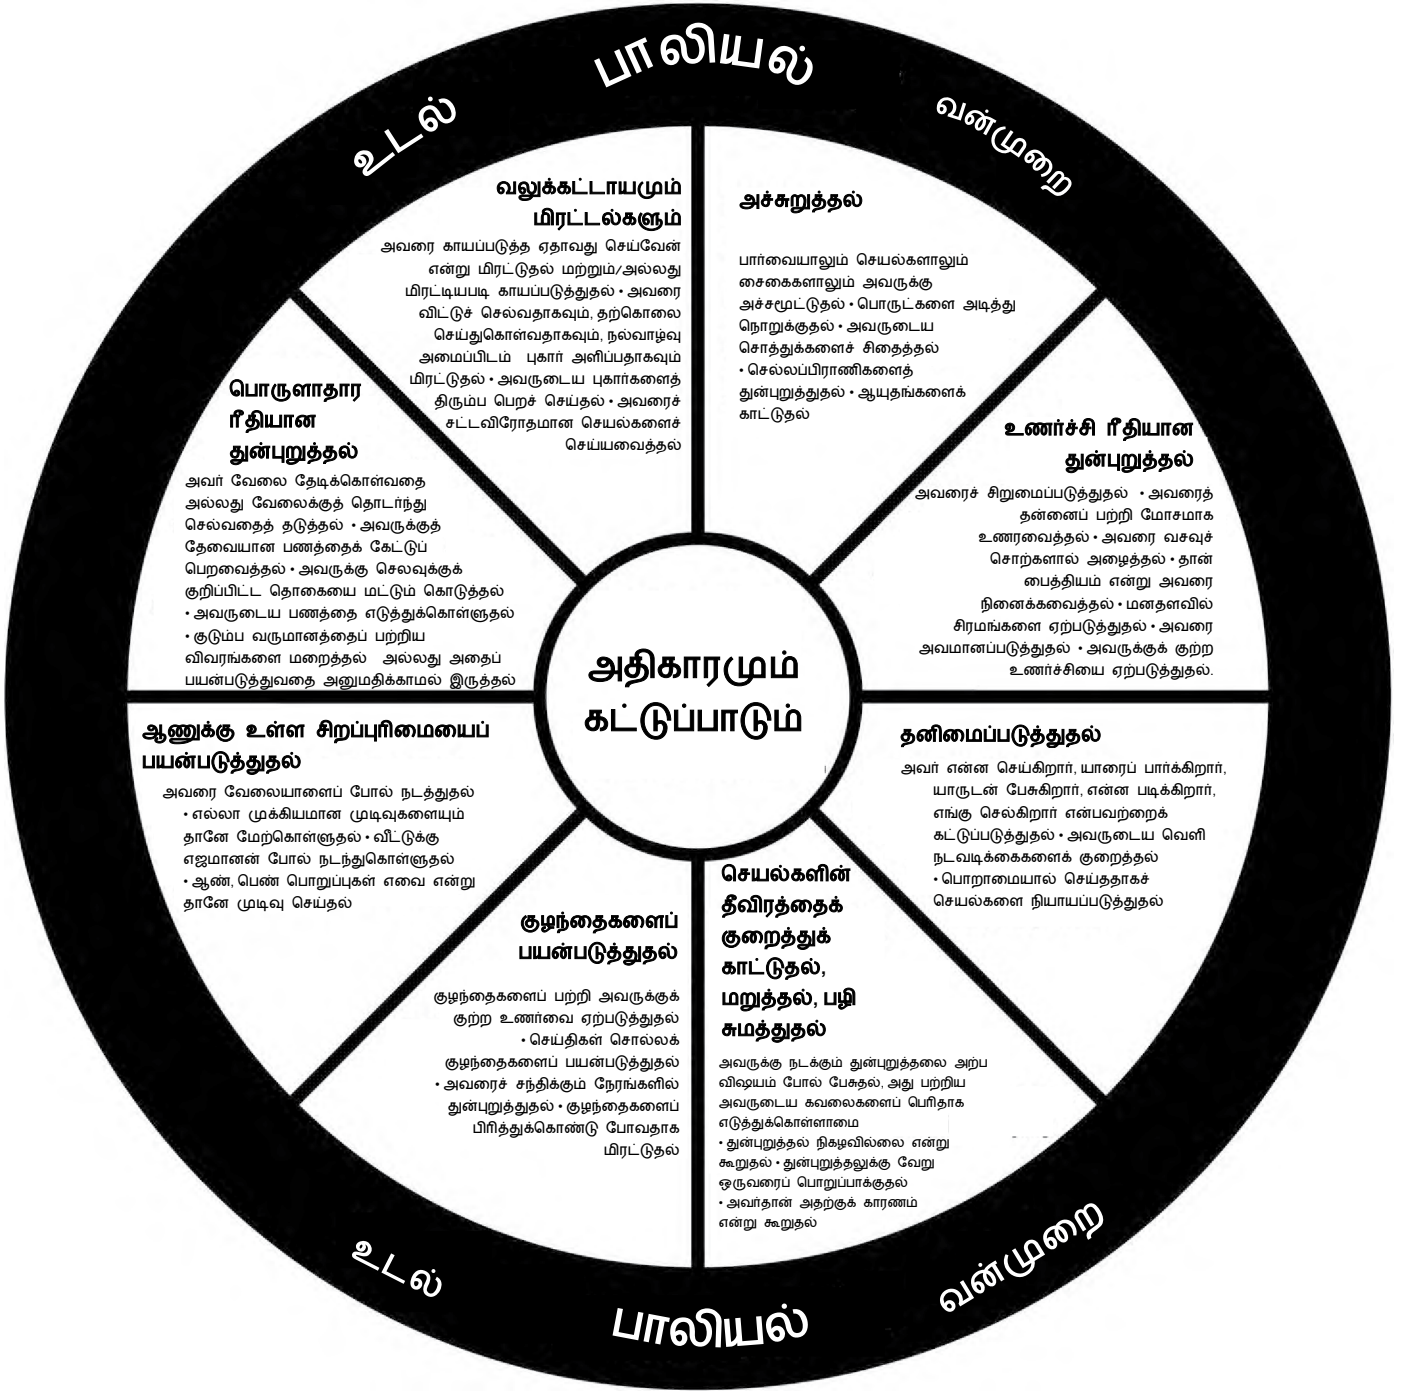 உடல்
பாலியல்
வன்முறை
வலுக்கட்டாயமும்
மிரட்டல்களும்
அவரை காயப்படுத்த ஏதாவது செய்வேன்
என்று மிரட்டுதல் மற்றும்/அல்லது
மிரட்டியபடி காயப்படுத்துதல் • அவரை
விட்டுச் செல்வதாகவும், தற்கொலை
செய்துகொள்வதாகவும், நல்வாழ்வு
அமைப்பிடம் புகார் அளிப்பதாகவும்
மிரட்டுதல் • அவருடைய புகார்களைத்
திரும்ப பெறச் செய்தல் • அவரைச்
சட்டவிரோதமான செயல்களைச்
செய்யவைத்தல்
அச்சுறுத்தல்
பார்வையாலும் செயல்களாலும்
சைகைகளாலும் அவருக்கு
அச்சமூட்டுதல் • பொருட்களை அடித்து
நொறுக்குதல் • அவருடைய
சொத்துக்களைச் சிதைத்தல்
• செல்லப்பிராணிகளைத்
துன்புறுத்துதல் • ஆயுதங்களைக்
காட்டுதல்
பொருளாதார
ரீதியான
துன்புறுத்தல்
அவர் வேலை தேடிக்கொள்வதை
அல்லது வேலைக்குத் தொடர்ந்து
செல்வதைத் தடுத்தல் • அவருக்குத்
தேவையான பணத்தைக் கேட்டுப்
பெறவைத்தல் • அவருக்கு செலவுக்குக்
குறிப்பிட்ட தொகையை மட்டும் கொடுத்தல்
• அவருடைய பணத்தை எடுத்துக்கொள்ளுதல்
• குடும்ப வருமானத்தைப் பற்றிய
விவரங்களை மறைத்தல் அல்லது அதைப்
பயன்படுத்துவதை அனுமதிக்காமல் இருத்தல்
உணர்ச்சி ரீதியான
துன்புறுத்தல்
அவரைச் சிறுமைப்படுத்துதல் • அவரைத்
தன்னைப் பற்றி மோசமாக
உணரவைத்தல் • அவரை வசவுச்
சொற்களால் அழைத்தல் • தான்
பைத்தியம் என்று அவரை
நினைக்கவைத்தல் • மனதளவில்
சிரமங்களை ஏற்படுத்துதல் • அவரை
அவமானப்படுத்துதல் • அவருக்குக் குற்ற
உணர்ச்சியை ஏற்படுத்துதல்.
அதிகாரமும்
கட்டுப்பாடும்
ஆணுக்கு உள்ள சிறப்புரிமையைப்
பயன்படுத்துதல்
அவரை வேலையாளைப் போல் நடத்துதல்
• எல்லா முக்கியமான முடிவுகளையும்
தானே மேற்கொள்ளுதல் • வீட்டுக்கு
எஜமானன் போல் நடந்துகொள்ளுதல்
• ஆண், பெண் பொறுப்புகள் எவை என்று
தானே முடிவு செய்தல்
தனிமைப்படுத்துதல்
அவர் என்ன செய்கிறார், யாரைப் பார்க்கிறார்,
யாருடன் பேசுகிறார், என்ன படிக்கிறார்,
எங்கு செல்கிறார் என்பவற்றைக்
கட்டுப்படுத்துதல் • அவருடைய வெளி
நடவடிக்கைகளைக் குறைத்தல்
• பொறாமையால் செய்ததாகச்
செயல்களை நியாயப்படுத்துதல்
குழந்தைகளைப்
பயன்படுத்துதல்
குழந்தைகளைப் பற்றி அவருக்குக்
குற்ற உணர்வை ஏற்படுத்துதல்
• செய்திகள் சொல்லக்
குழந்தைகளைப் பயன்படுத்துதல்
• அவரைச் சந்திக்கும் நேரங்களில்
துன்புறுத்துதல் • குழந்தைகளைப்
பிரித்துக்கொண்டு போவதாக
மிரட்டுதல்
செயல்களின்
தீவிரத்தைக்
குறைத்துக்
காட்டுதல்,
மறுத்தல், பழி
சுமத்துதல்
அவருக்கு நடக்கும் துன்புறுத்தலை அற்ப
விஷயம் போல் பேசுதல், அது பற்றிய
அவருடைய கவலைகளைப் பெரிதாக
எடுத்துக்கொள்ளாமை
• துன்புறுத்தல் நிகழவில்லை என்று
கூறுதல் • துன்புறுத்தலுக்கு வேறு
ஒருவரைப் பொறுப்பாக்குதல்
• அவர்தான் அதற்குக் காரணம்
என்று கூறுதல்
உடல்
பாலியல்
வன்முறை